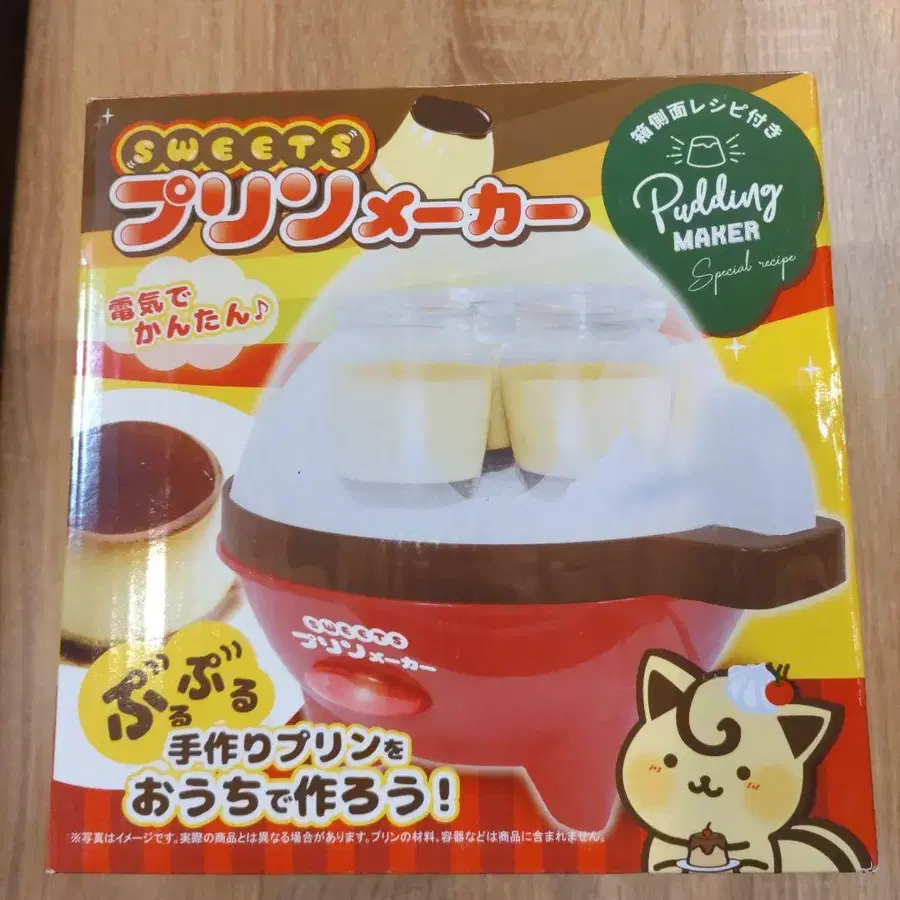 SWEETS
プリンメーカー
箱側面レシピ付き
Pudding
MAKER
Special recipe
電気で
かんたん♪
SWEETS
プリンメーカー
ぷるぷる
手作りプリンを
おうちで作ろう!
※写真はイメージです。実際の商品とは異なる場合があります。プリンの材料、容器などは商品に含まれません。